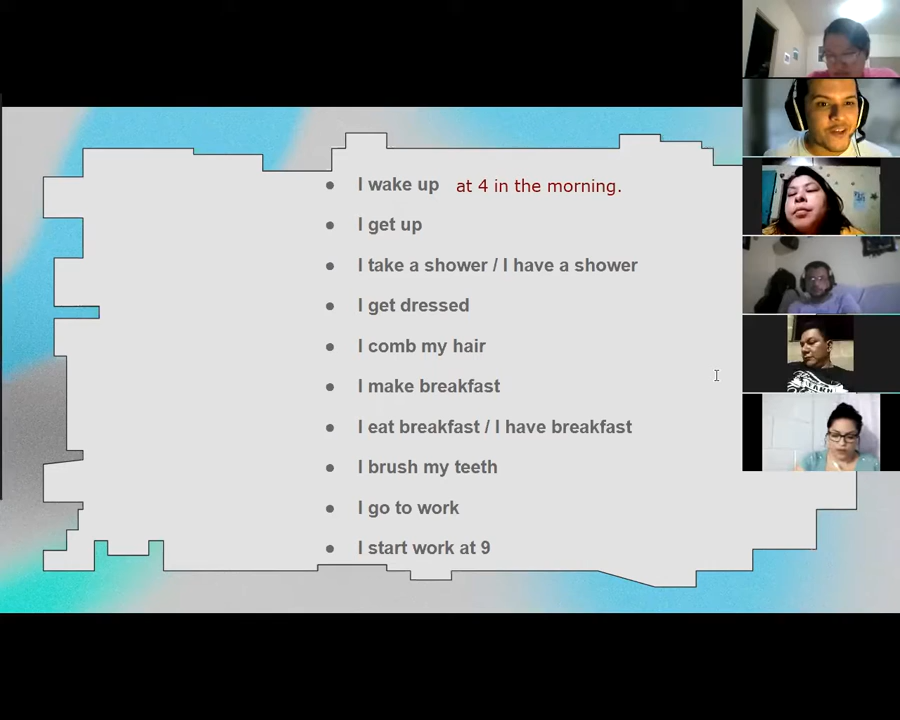 I wake up at 4 in the morning.
I get up
I take a shower / I have a shower
I get dressed
I comb my hair
I make breakfast
I eat breakfast / I have breakfast
I brush my teeth
I go to work
I start work at 9